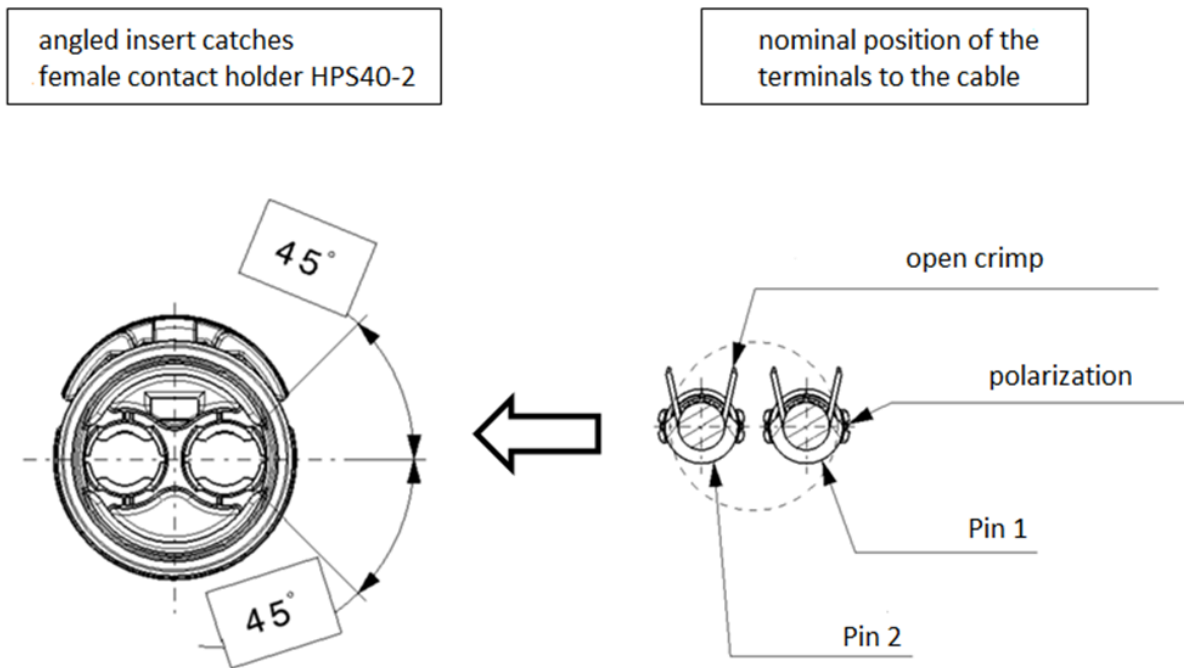 angled insert catches
female contact holder HPS40-2
nominal position of the
terminals to the cable
45°
open crimp
polarization
Pin 1
45°
Pin 2